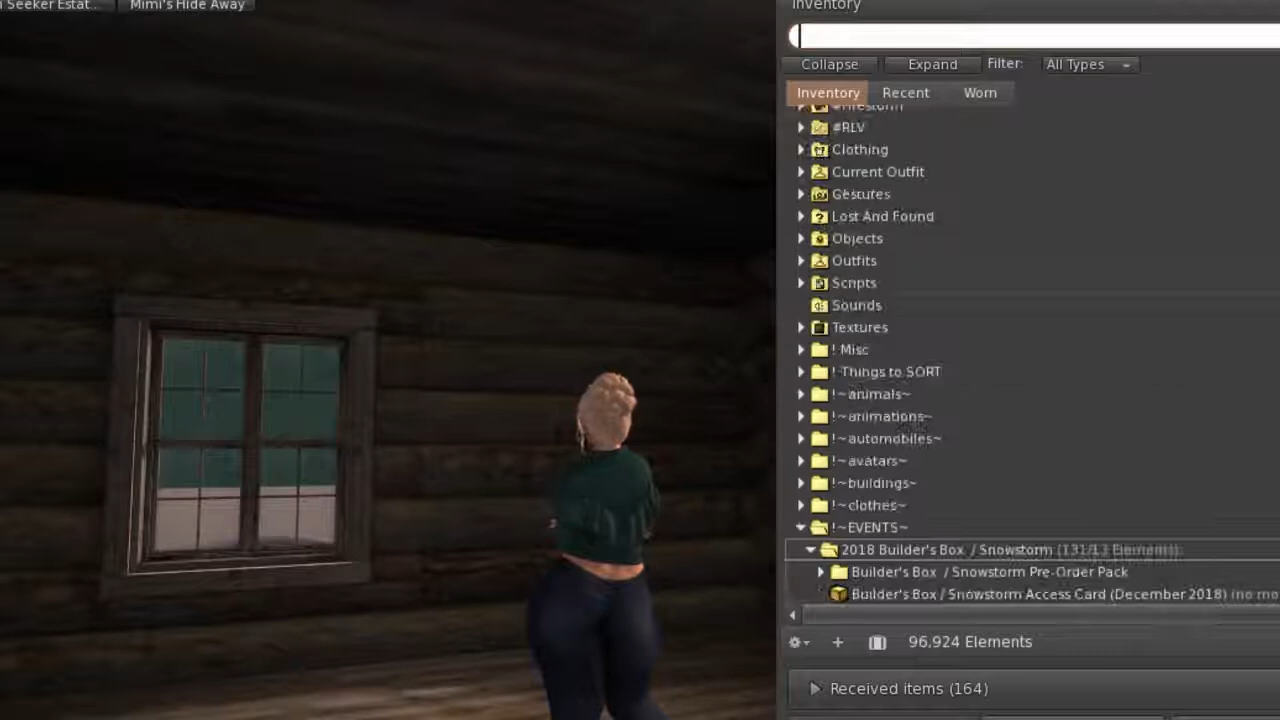 Seeker Estat..
Mimi's Hide Away
Inventory
Collapse
Expand
Filter:
All Types
Inventory
Recent
Worn
#Firestorm
#RLV
Clothing
Current Outfit
Gestures
Lost And Found
Objects
Outfits
Scripts
Sounds
Textures
! Misc
! Things to SORT
!~animals~
!~animations~
!~automobiles~
!~avatars~
!~buildings~
!~clothes~
!~EVENTS~
2018 Builder's Box / Snowstorm
Builder's Box / Snowstorm Pre-Order Pack
Builder's Box / Snowstorm Access Card (December 2018) (no mo
96,924 Elements
Received items (164)